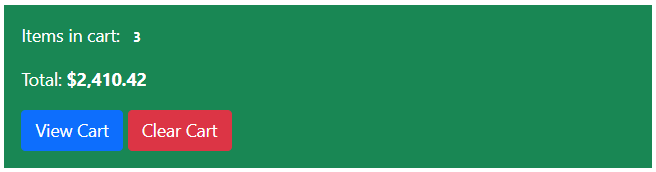 Items in cart: 3
Total: $2,410.42
View Cart Clear Cart